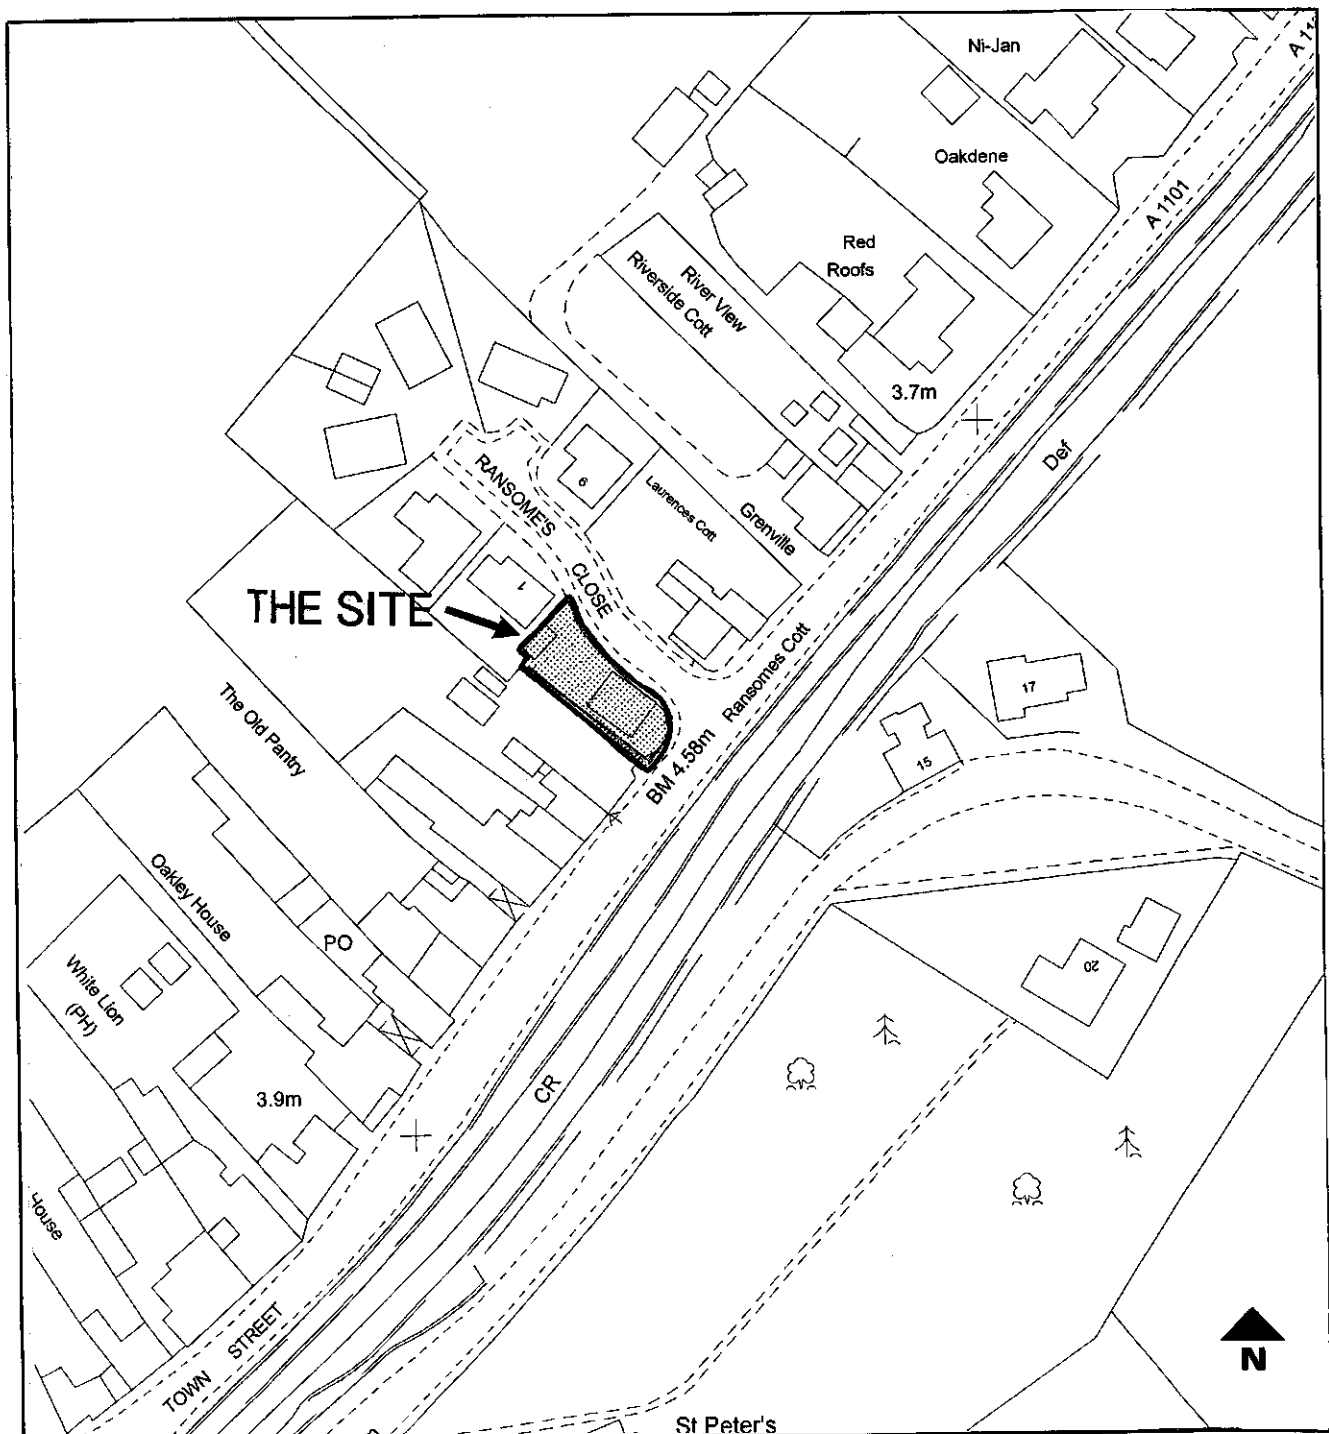 Ni-Jan
A 11
Oakdene
A 1101
Red
Roofs
River View
Riverside Cott
3.7m
Def
RANSOME'S
CLOSE
6
Laurences Cott
Grenville
1
THE SITE
Ransomes Cott
17
15
BM 4.58m
The Old Pantry
Oakley House
PO
White Lion
(PH)
20
3.9m
CR
House
TOWN STREET
N
St Peter's